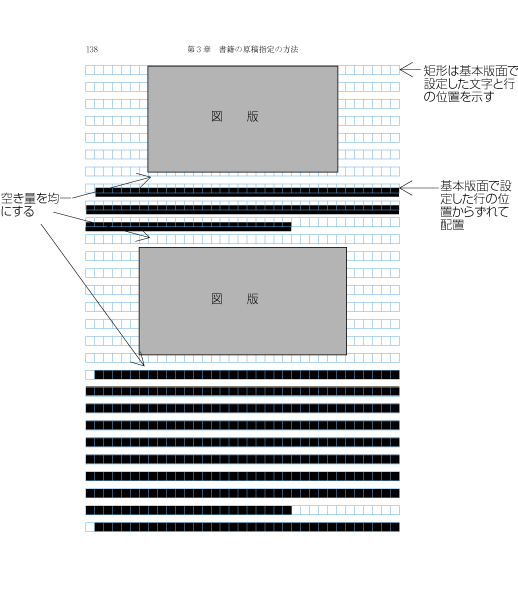 138
第3章　書籍の原稿指定の方法
矩形は基本版面で
設定した文字と行
の位置を示す
図　版
空き量を均
にする
基本版面で設
定した行の位
置からずれて
配置
図　版